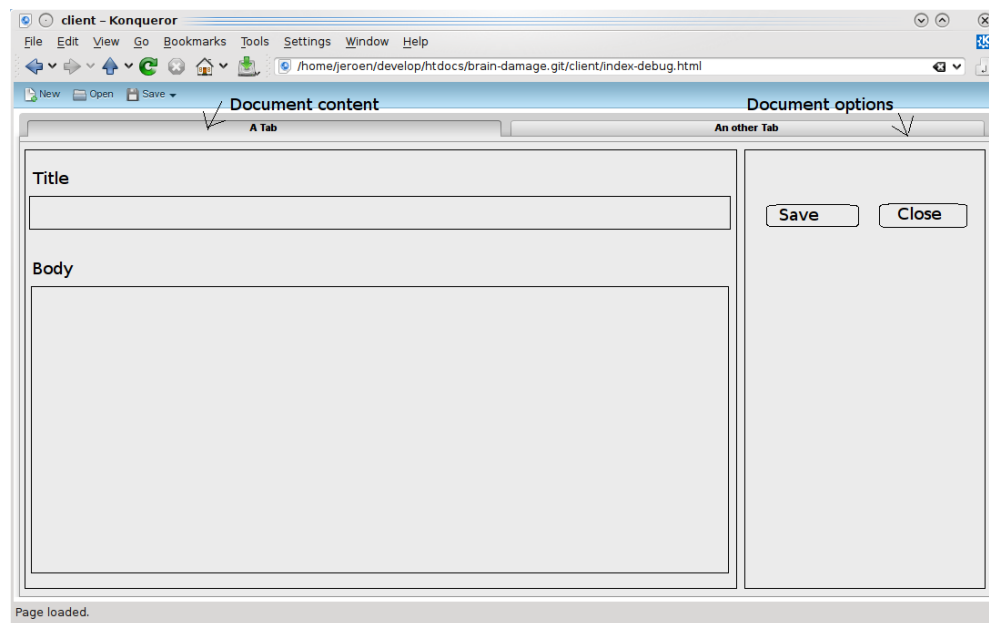 client – Konqueror
File Edit View Go Bookmarks Tools Settings Window Help
/home/jeroen/develop/htdocs/brain-damage.git/client/index-debug.html
New Open Save
Document content Document options
A Tab An other Tab
Title
Save Close
Body
Page loaded.